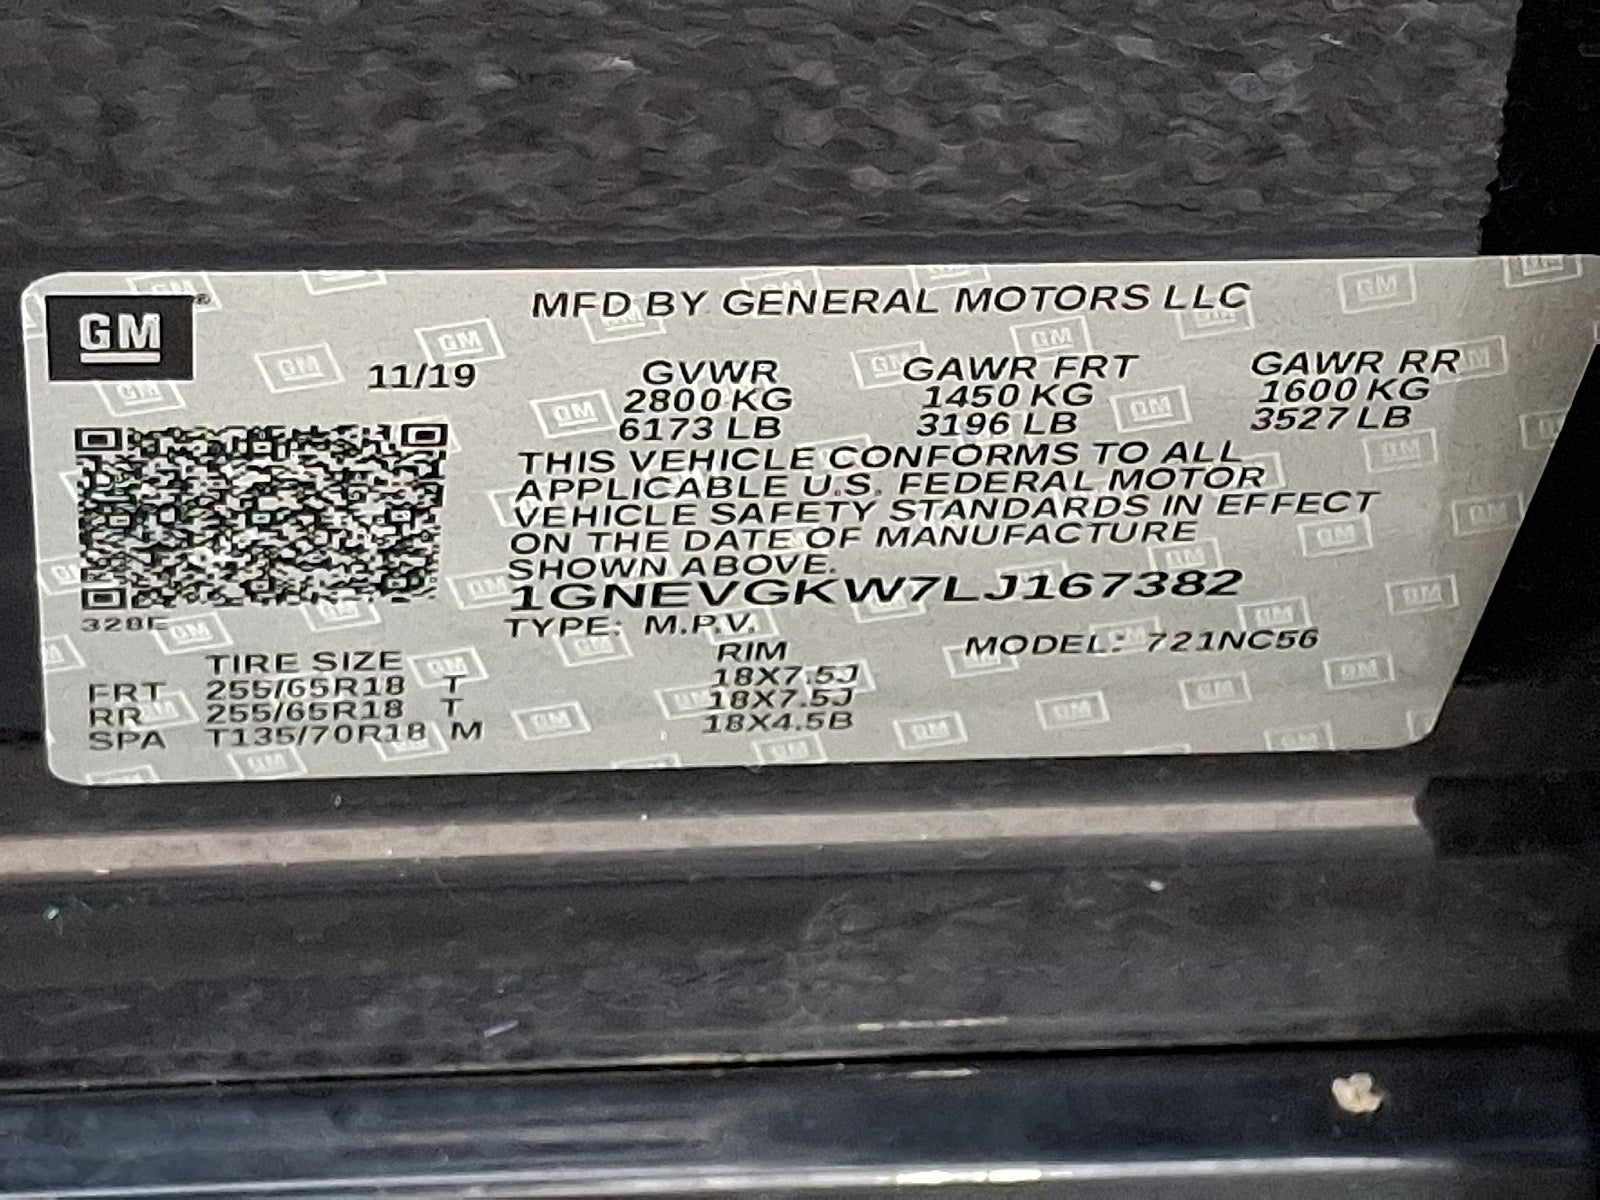 GM ®
MFD BY GENERAL MOTORS LLC
11/19 GVWR GAWR FRT GAWR RR
2800 KG 1450 KG 1600 KG
6173 LB 3196 LB 3527 LB
THIS VEHICLE CONFORMS TO ALL
APPLICABLE U.S. FEDERAL MOTOR
VEHICLE SAFETY STANDARDS IN EFFECT
ON THE DATE OF MANUFACTURE
SHOWN ABOVE.
1GNEVGKW7LJ167382
328E
TYPE: M.P.V. MODEL: 721NC56
TIRE SIZE RIM
FRT 255/65R18 T 18X7.5J
RR 255/65R18 T 18X7.5J
SPA T135/70R18 M 18X4.5B